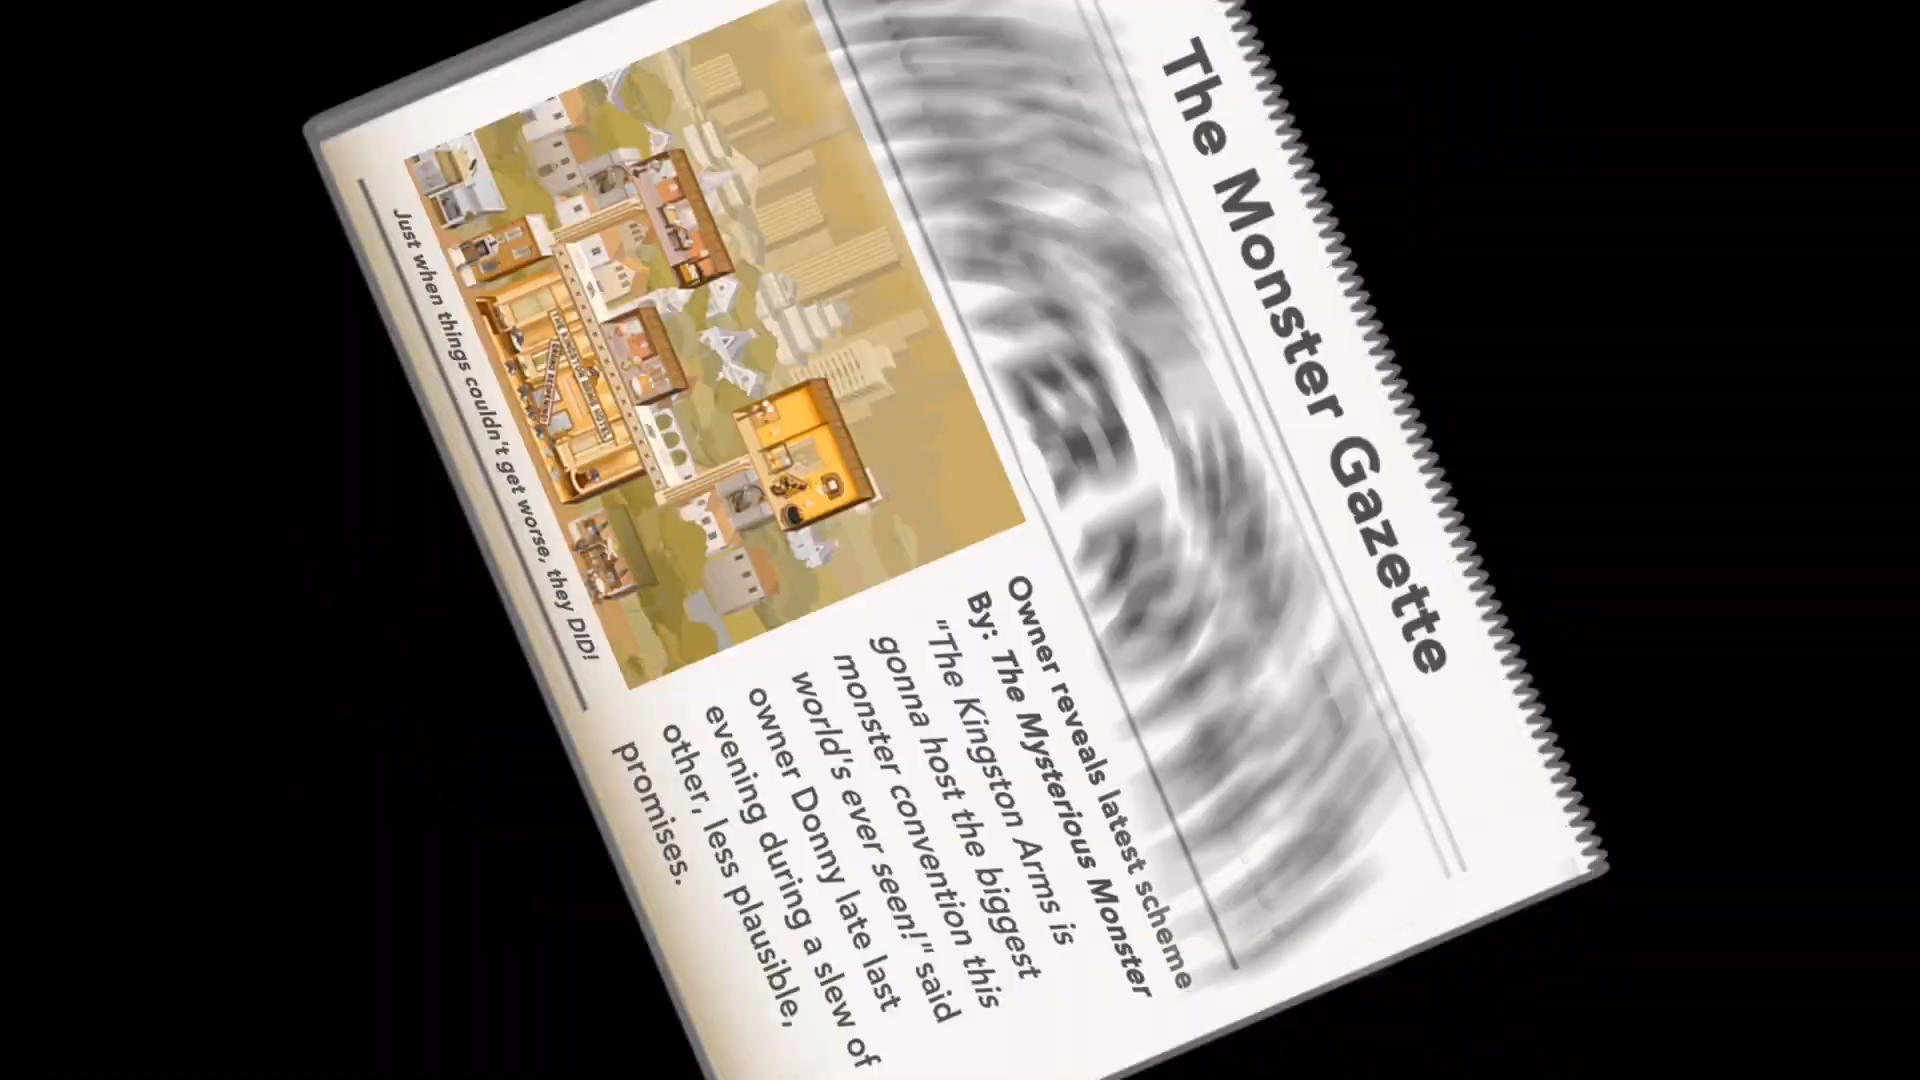 The Monster Gazette
Owner reveals latest scheme
By: The Mysterious Monster
"The Kingston Arms is
gonna host the biggest
monster convention this
world's ever seen!" said
owner Donny late last
evening during a slew of
other, less plausible,
promises.
Just when things couldn't get worse, they DID!